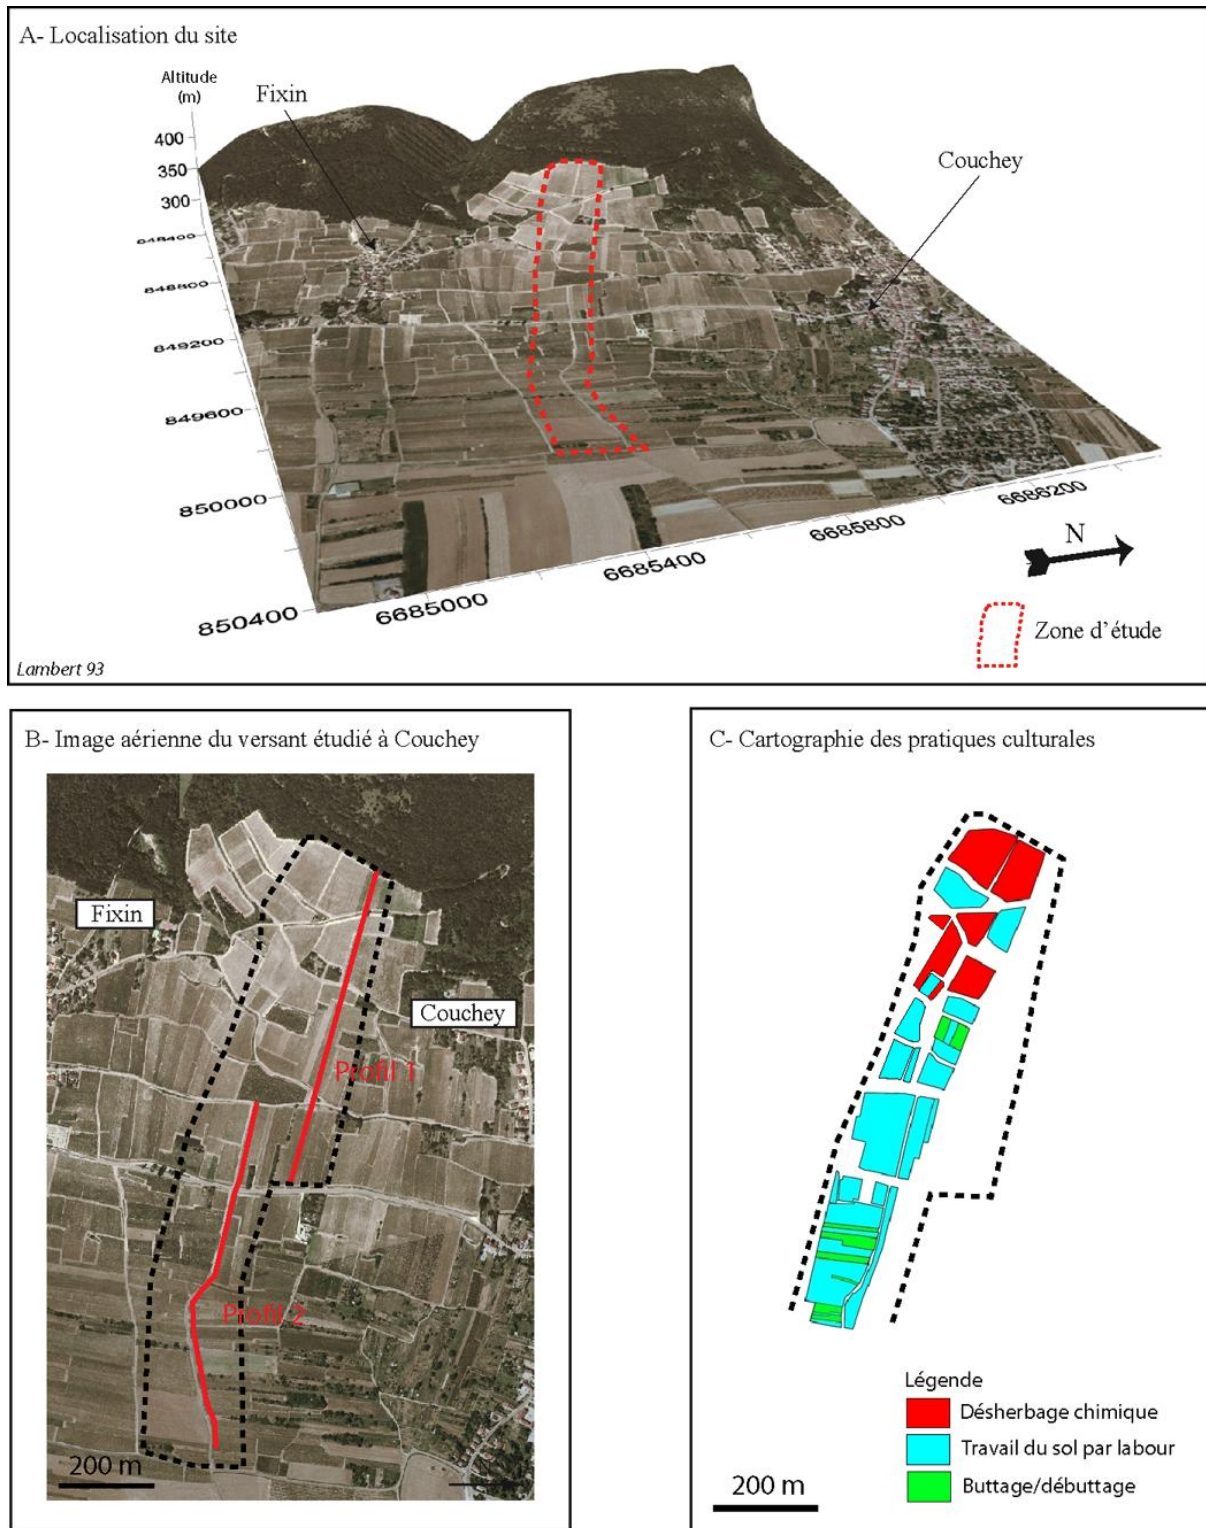 A- Localisation du site
Altitude
(m)
Fixin
400
Couchey
350
300
848400
848800
849200
849600
850000
850400
6685000
6685400
6685800
6686200
N
Zone d'étude
Lambert 93
B- Image aérienne du versant étudié à Couchey
Fixin
Couchey
Profil 1
Profil 2
200 m
C- Cartographie des pratiques culturales
Légende
Désherbage chimique
Travail du sol par labour
Buttage/débuttage
200 m